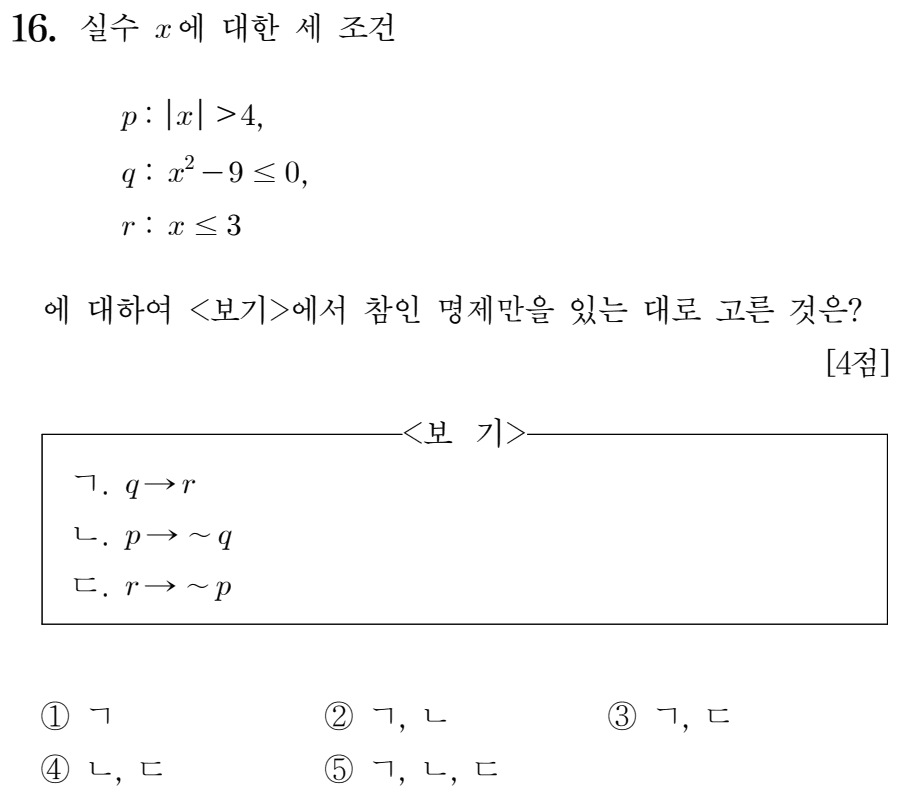 16. 실수 x에 대한 세 조건
p : |x| >4,
q : x² − 9 ≤ 0,
r : x ≤ 3
에 대하여 <보기>에서 참인 명제만을 있는 대로 고른 것은?
[4점]
<보 기>
ㄱ. q → r
ㄴ. p → ~ q
ㄷ. r → ~ p
① ㄱ ② ㄱ, ㄴ ③ ㄱ, ㄷ
④ ㄴ, ㄷ ⑤ ㄱ, ㄴ, ㄷ